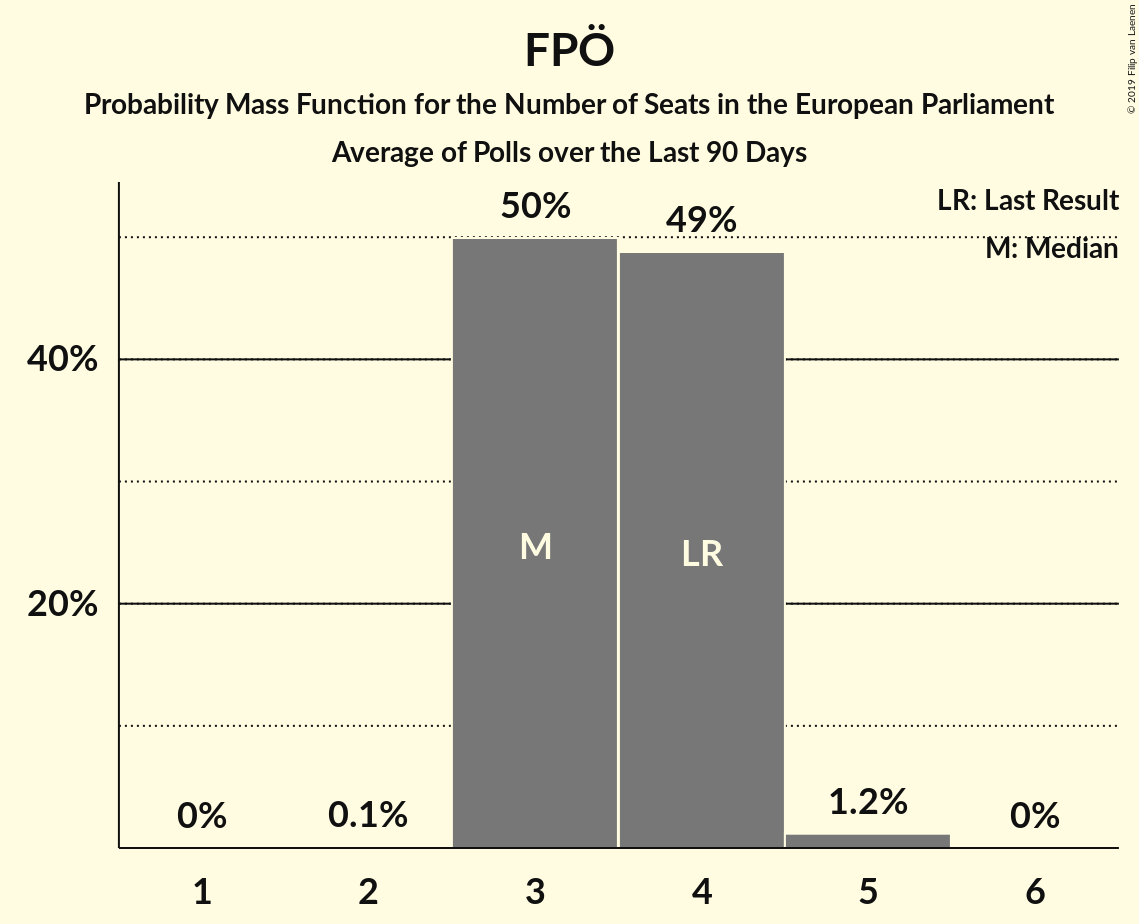 FPÖ
Probability Mass Function for the Number of Seats in the European Parliament
Average of Polls over the Last 90 Days
© 2019 Filip van Laenen
LR: Last Result
M: Median
50%
49%
40%
M
LR
20%
0%
0.1%
1.2%
0%
1
2
3
4
5
6